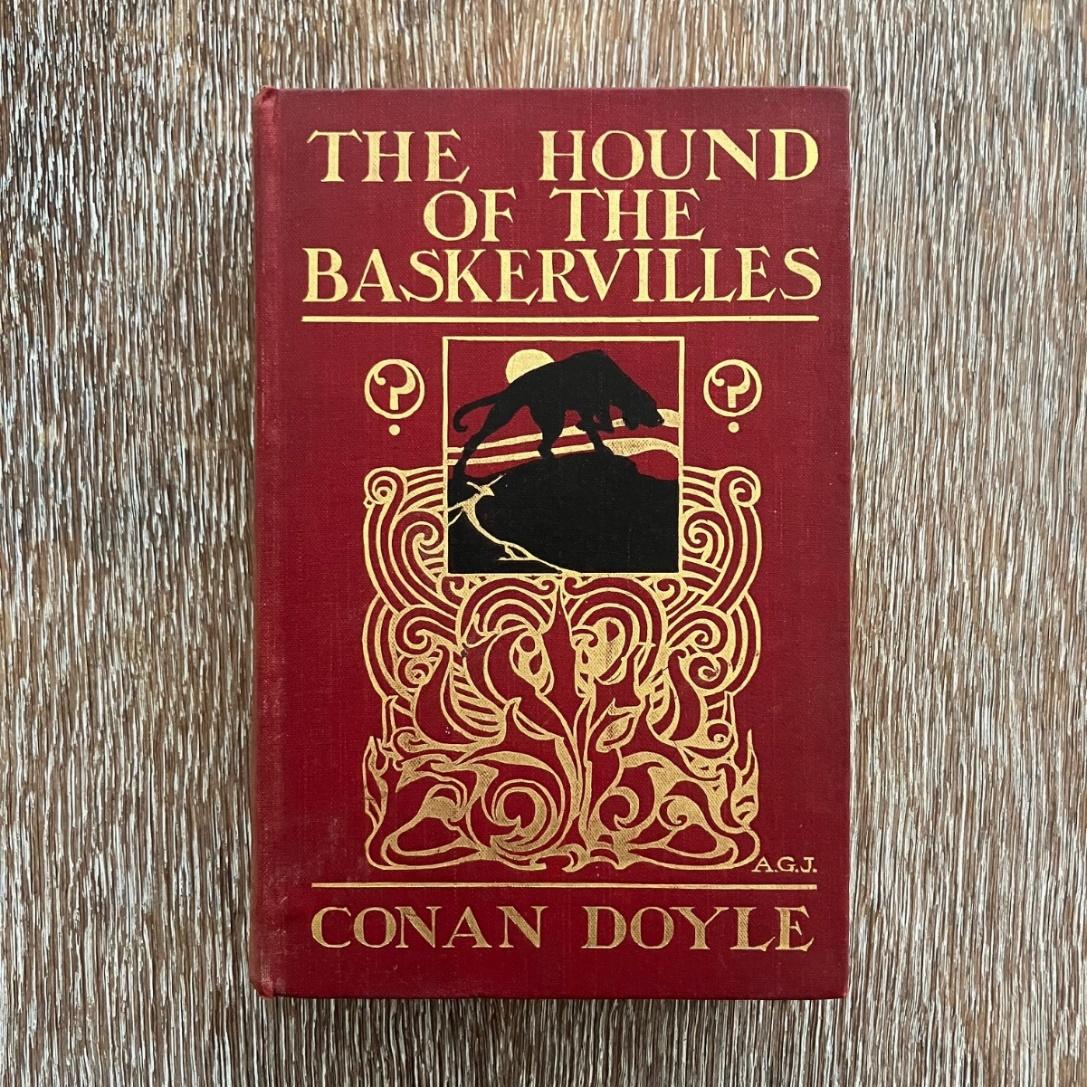 THE HOUND
OF THE
BASKERVILLES
? ?
A.G.J.
CONAN DOYLE